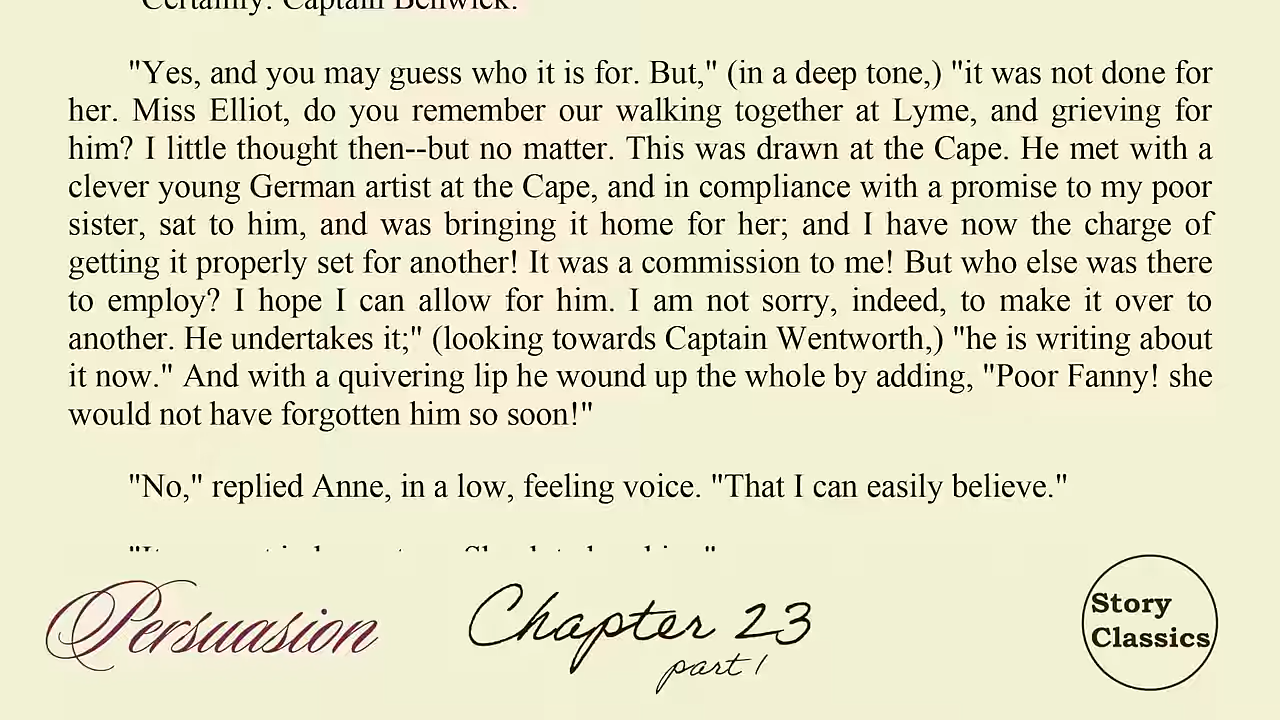 "Certainly. Captain Benwick."
"Yes, and you may guess who it is for. But," (in a deep tone,) "it was not done for
her. Miss Elliot, do you remember our walking together at Lyme, and grieving for
him? I little thought then--but no matter. This was drawn at the Cape. He met with a
clever young German artist at the Cape, and in compliance with a promise to my poor
sister, sat to him, and was bringing it home for her; and I have now the charge of
getting it properly set for another! It was a commission to me! But who else was there
to employ? I hope I can allow for him. I am not sorry, indeed, to make it over to
another. He undertakes it;" (looking towards Captain Wentworth,) "he is writing about
it now." And with a quivering lip he wound up the whole by adding, "Poor Fanny! she
would not have forgotten him so soon!"
"No," replied Anne, in a low, feeling voice. "That I can easily believe."
Persuasion
Chapter 23
part 1
Story
Classics